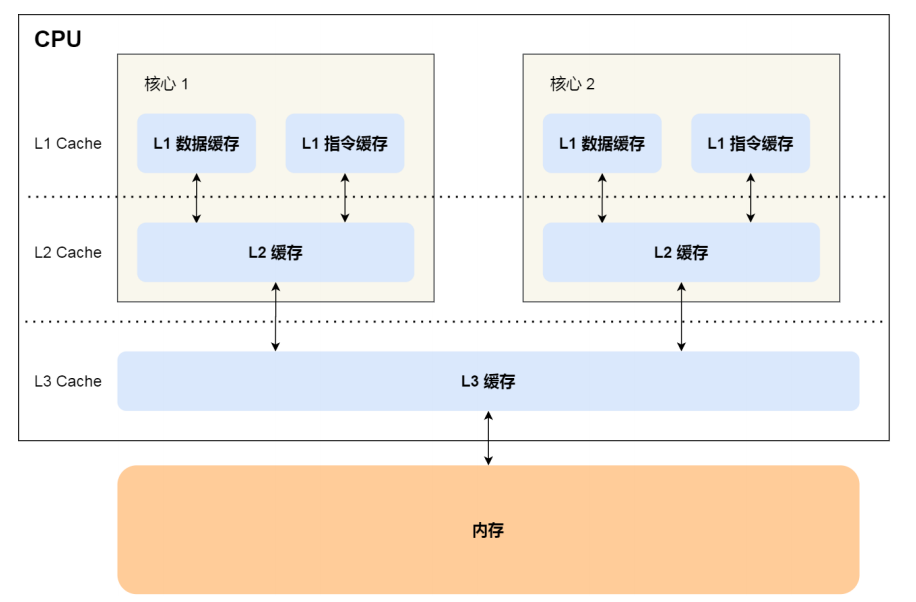 CPU
核心 1
核心 2
L1 Cache
L1 数据缓存
L1 指令缓存
L1 数据缓存
L1 指令缓存
L2 Cache
L2 缓存
L2 缓存
L3 Cache
L3 缓存
内存